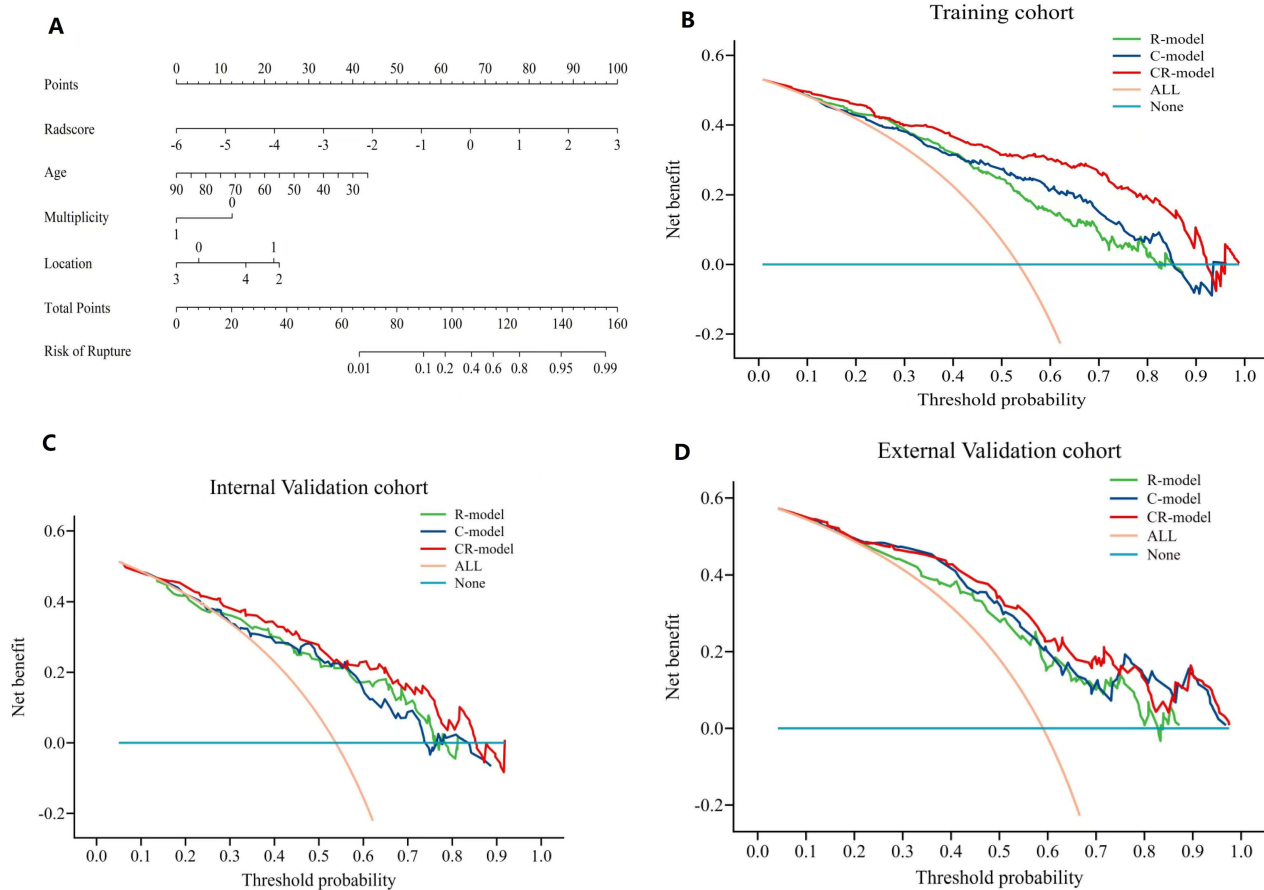 A
0 10 20 30 40 50 60 70 80 90 100
Points
Radscore
-6 -5 -4 -3 -2 -1 0 1 2 3
Age
90 80 70 60 50 40 30
0
Multiplicity
1
0 1
Location
3 4 2
Total Points
0 20 40 60 80 100 120 140 160
Risk of Rupture
0.01 0.1 0.2 0.4 0.6 0.8 0.95 0.99
B
Training cohort
R-model
C-model
CR-model
ALL
None
Net benefit
0.6
0.4
0.2
0.0
-0.2
0.0 0.1 0.2 0.3 0.4 0.5 0.6 0.7 0.8 0.9 1.0
Threshold probability
C
Internal Validation cohort
R-model
C-model
CR-model
ALL
None
Net benefit
0.6
0.4
0.2
0.0
-0.2
0.0 0.1 0.2 0.3 0.4 0.5 0.6 0.7 0.8 0.9 1.0
Threshold probability
D
External Validation cohort
R-model
C-model
CR-model
ALL
None
Net benefit
0.6
0.4
0.2
0.0
-0.2
0.0 0.1 0.2 0.3 0.4 0.5 0.6 0.7 0.8 0.9 1.0
Threshold probability